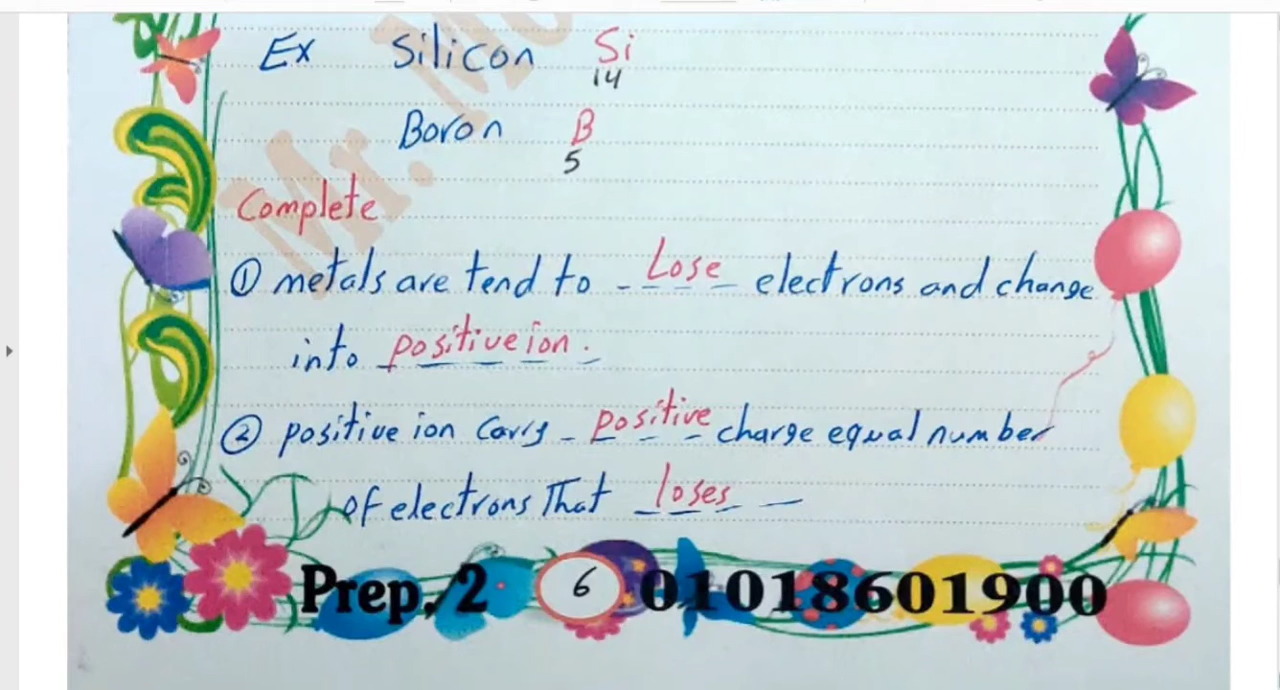 Ex Silicon Si
14
Boron B
5
Complete
① metals are tend to Lose electrons and change
into positive ion.
② positive ion carry positive charge equal number
of electrons That loses
Prep, 2 6 01018601900